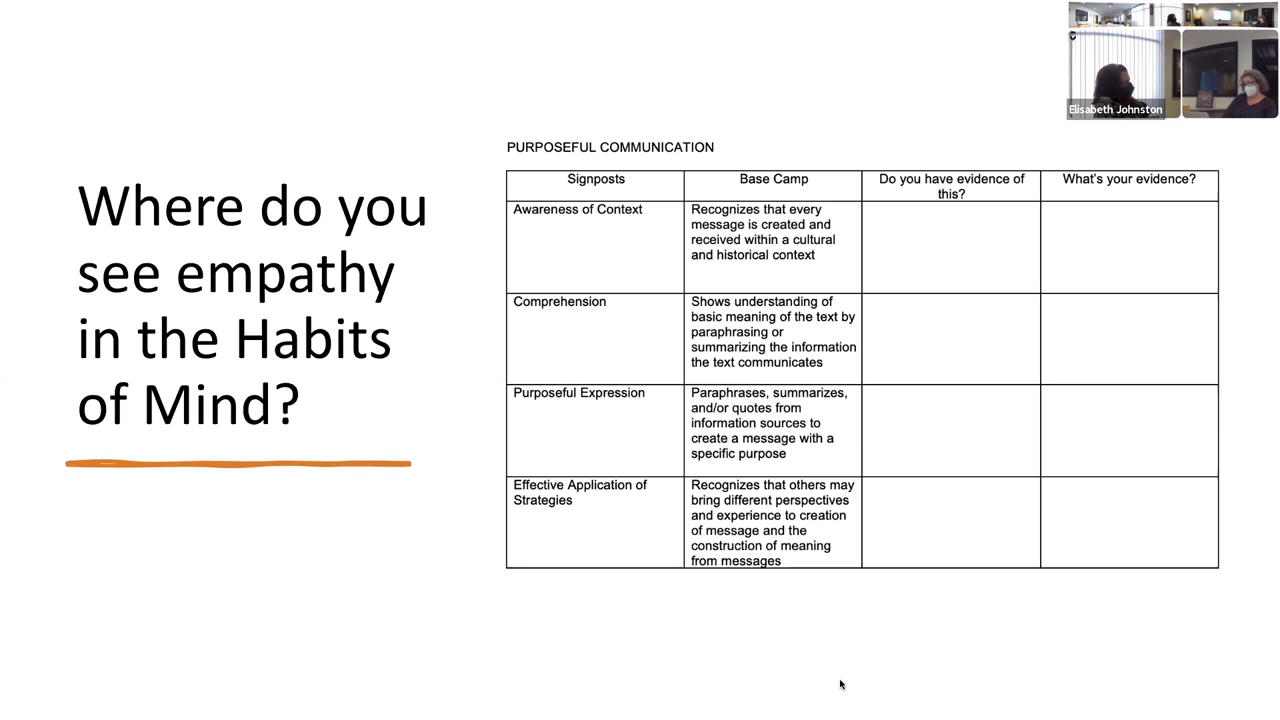 Elisabeth Johnston
Where do you
see empathy
in the Habits
of Mind?
PURPOSEFUL COMMUNICATION
Signposts
Base Camp
Do you have evidence of
this?
What's your evidence?
Awareness of Context
Recognizes that every
message is created and
received within a cultural
and historical context
Comprehension
Shows understanding of
basic meaning of the text by
paraphrasing or
summarizing the information
the text communicates
Purposeful Expression
Paraphrases, summarizes,
and/or quotes from
information sources to
create a message with a
specific purpose
Effective Application of
Strategies
Recognizes that others may
bring different perspectives
and experience to creation
of message and the
construction of meaning
from messages